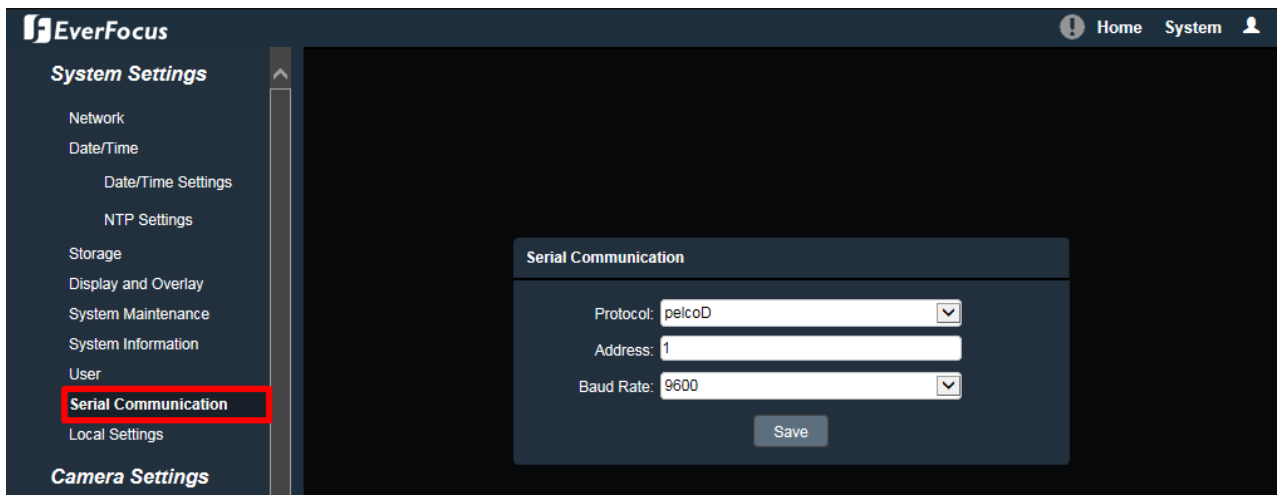 EverFocus
Home System
System Settings
Network
Date/Time
Date/Time Settings
NTP Settings
Storage
Display and Overlay
System Maintenance
System Information
User
Serial Communication
Local Settings
Camera Settings
Serial Communication
Protocol: pelcoD
Address: 1
Baud Rate: 9600
Save